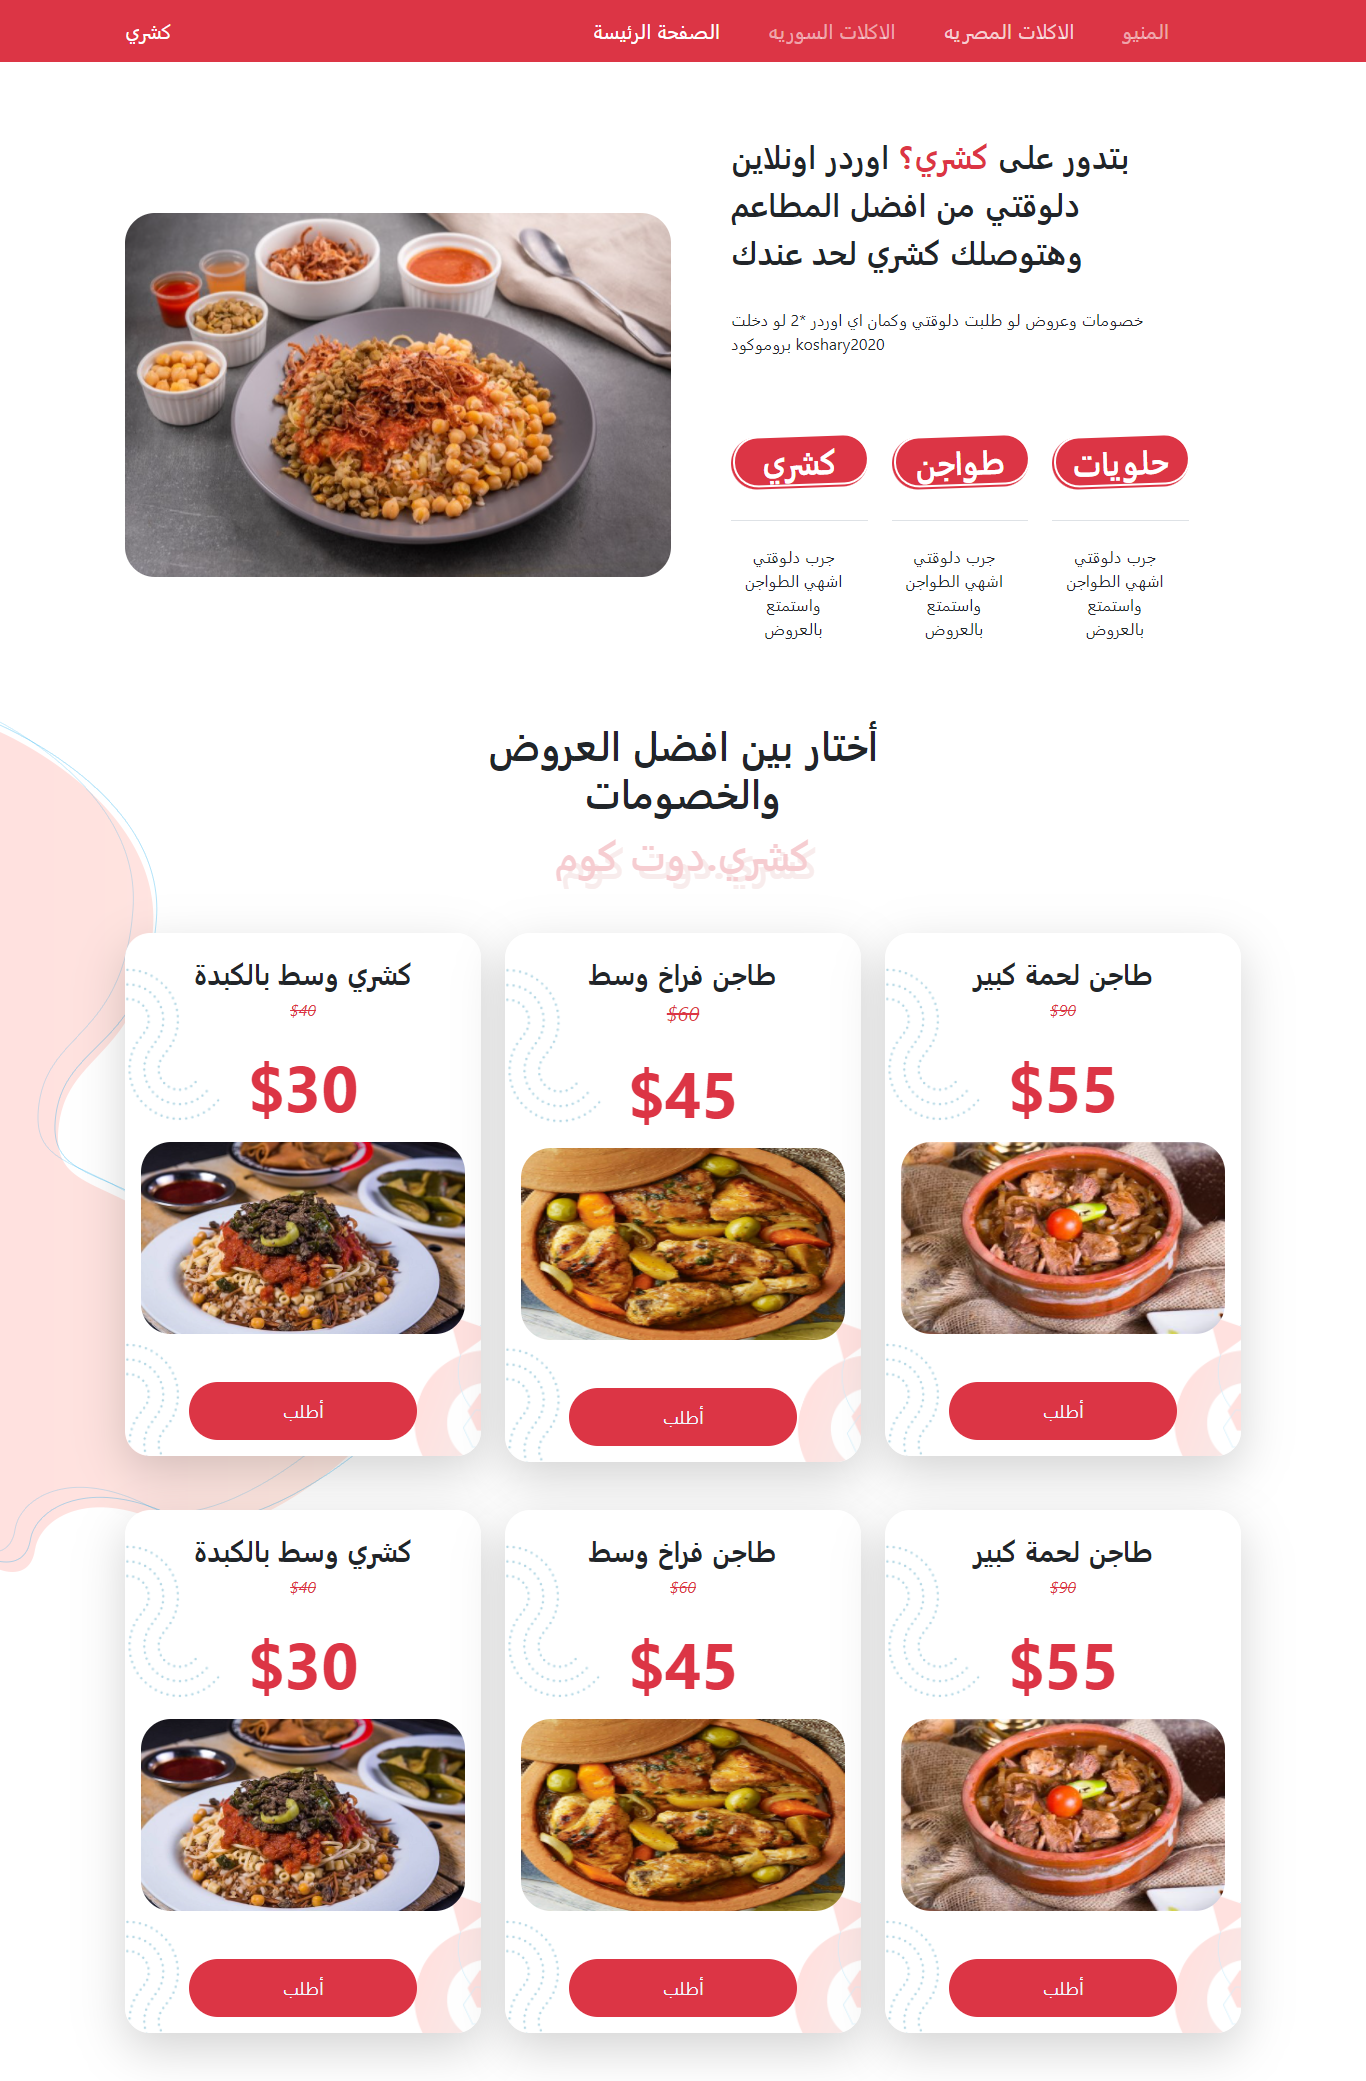 كشري
الصفحة الرئيسة
الاكلات السوريه
الاكلات المصريه
المنيو
بتدور على كشري؟ اوردر اونلاين
دلوقتي من افضل المطاعم
وهتوصلك كشري لحد عندك
خصومات وعروض لو طلبت دلوقتي وكمان اي اوردر *2 لو دخلت
بروموكود koshary2020
كشري
جرب دلوقتي
اشهي الطواجن
واستمتع
بالعروض
طواجن
جرب دلوقتي
اشهي الطواجن
واستمتع
بالعروض
حلويات
جرب دلوقتي
اشهي الطواجن
واستمتع
بالعروض
أختار بين افضل العروض
والخصومات
كشري.دوت كوم
كشري وسط بالكبدة
$40
$30
أطلب
طاجن فراخ وسط
$60
$45
أطلب
طاجن لحمة كبير
$90
$55
أطلب
كشري وسط بالكبدة
$40
$30
أطلب
طاجن فراخ وسط
$60
$45
أطلب
طاجن لحمة كبير
$90
$55
أطلب